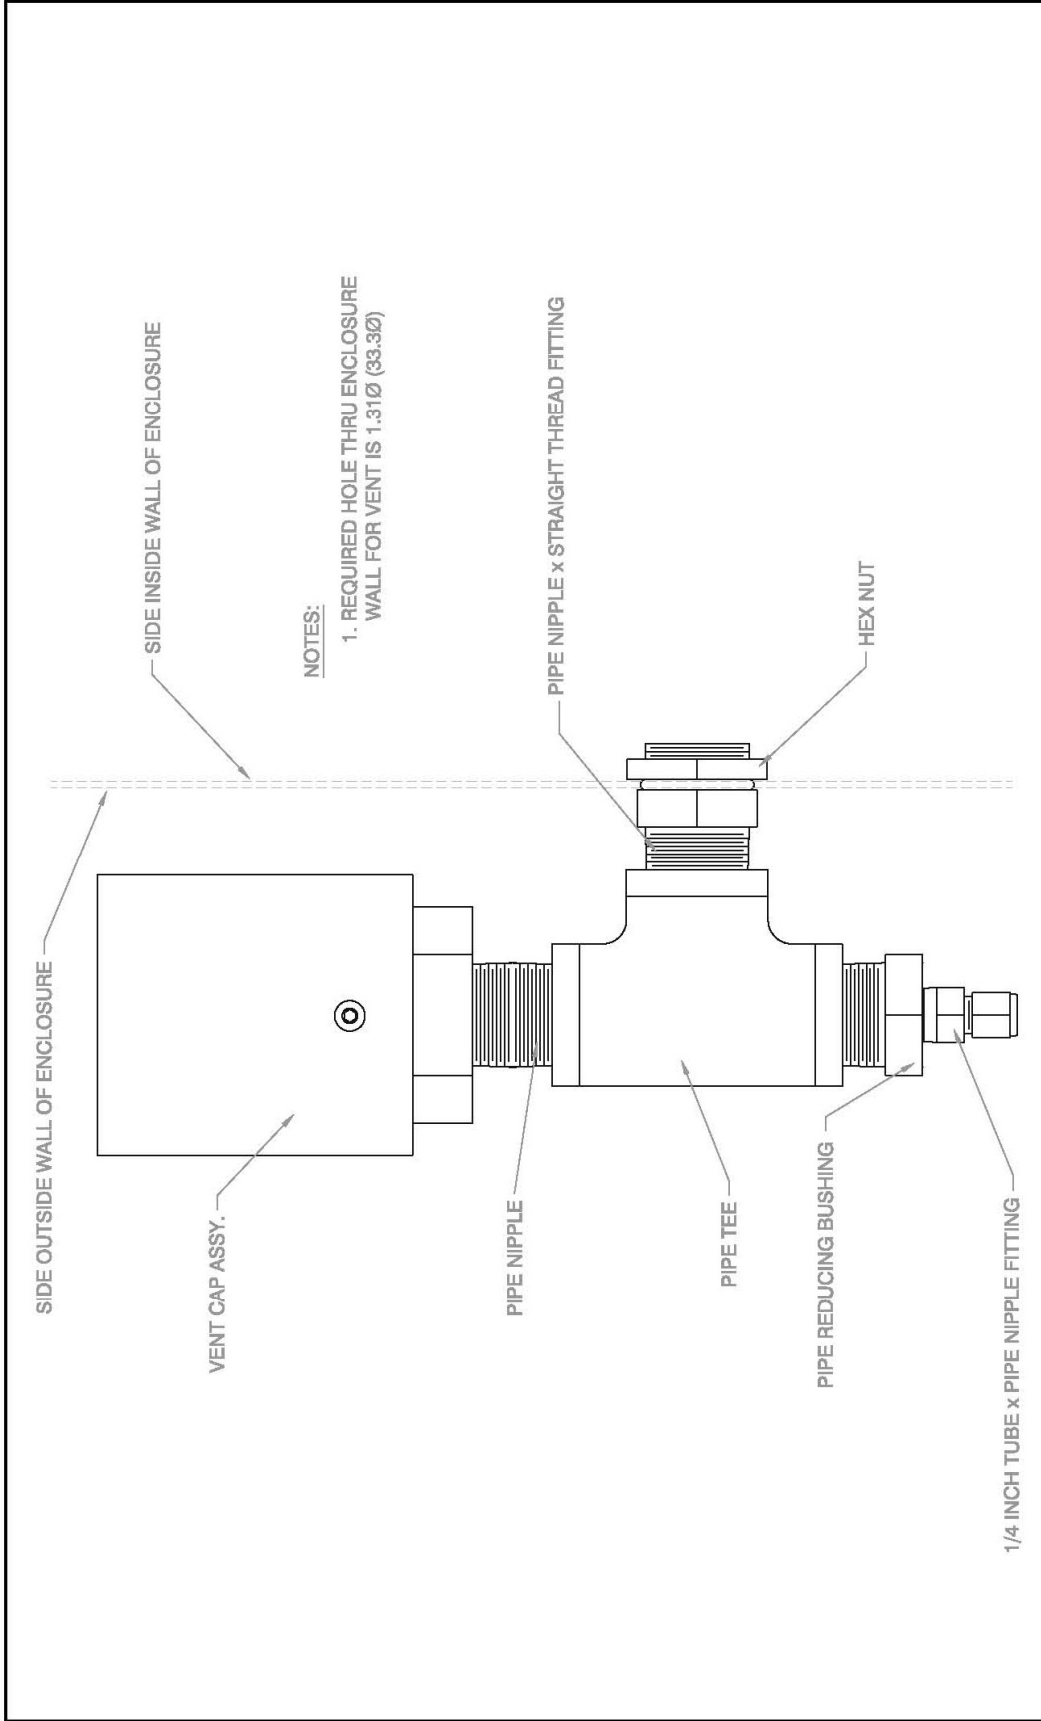 SIDE OUTSIDE WALL OF ENCLOSURE
SIDE INSIDE WALL OF ENCLOSURE
VENT CAP ASSY.
NOTES:
1. REQUIRED HOLE THRU ENCLOSURE
WALL FOR VENT IS 1.31Ø (33.3Ø)
PIPE NIPPLE
PIPE NIPPLE x STRAIGHT THREAD FITTING
PIPE TEE
PIPE REDUCING BUSHING
HEX NUT
1/4 INCH TUBE x PIPE NIPPLE FITTING